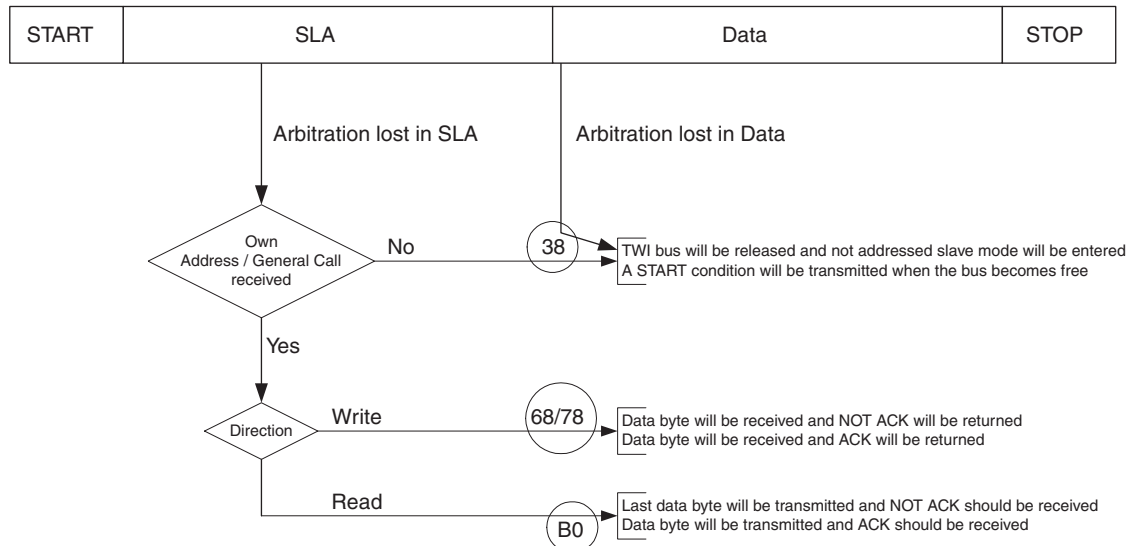 START SLA Data STOP
Arbitration lost in SLA Arbitration lost in Data
Own
Address / General Call
received
No
38
TWI bus will be released and not addressed slave mode will be entered
A START condition will be transmitted when the bus becomes free
Yes
Direction
Write
68/78
Data byte will be received and NOT ACK will be returned
Data byte will be received and ACK will be returned
Read
B0
Last data byte will be transmitted and NOT ACK should be received
Data byte will be transmitted and ACK should be received